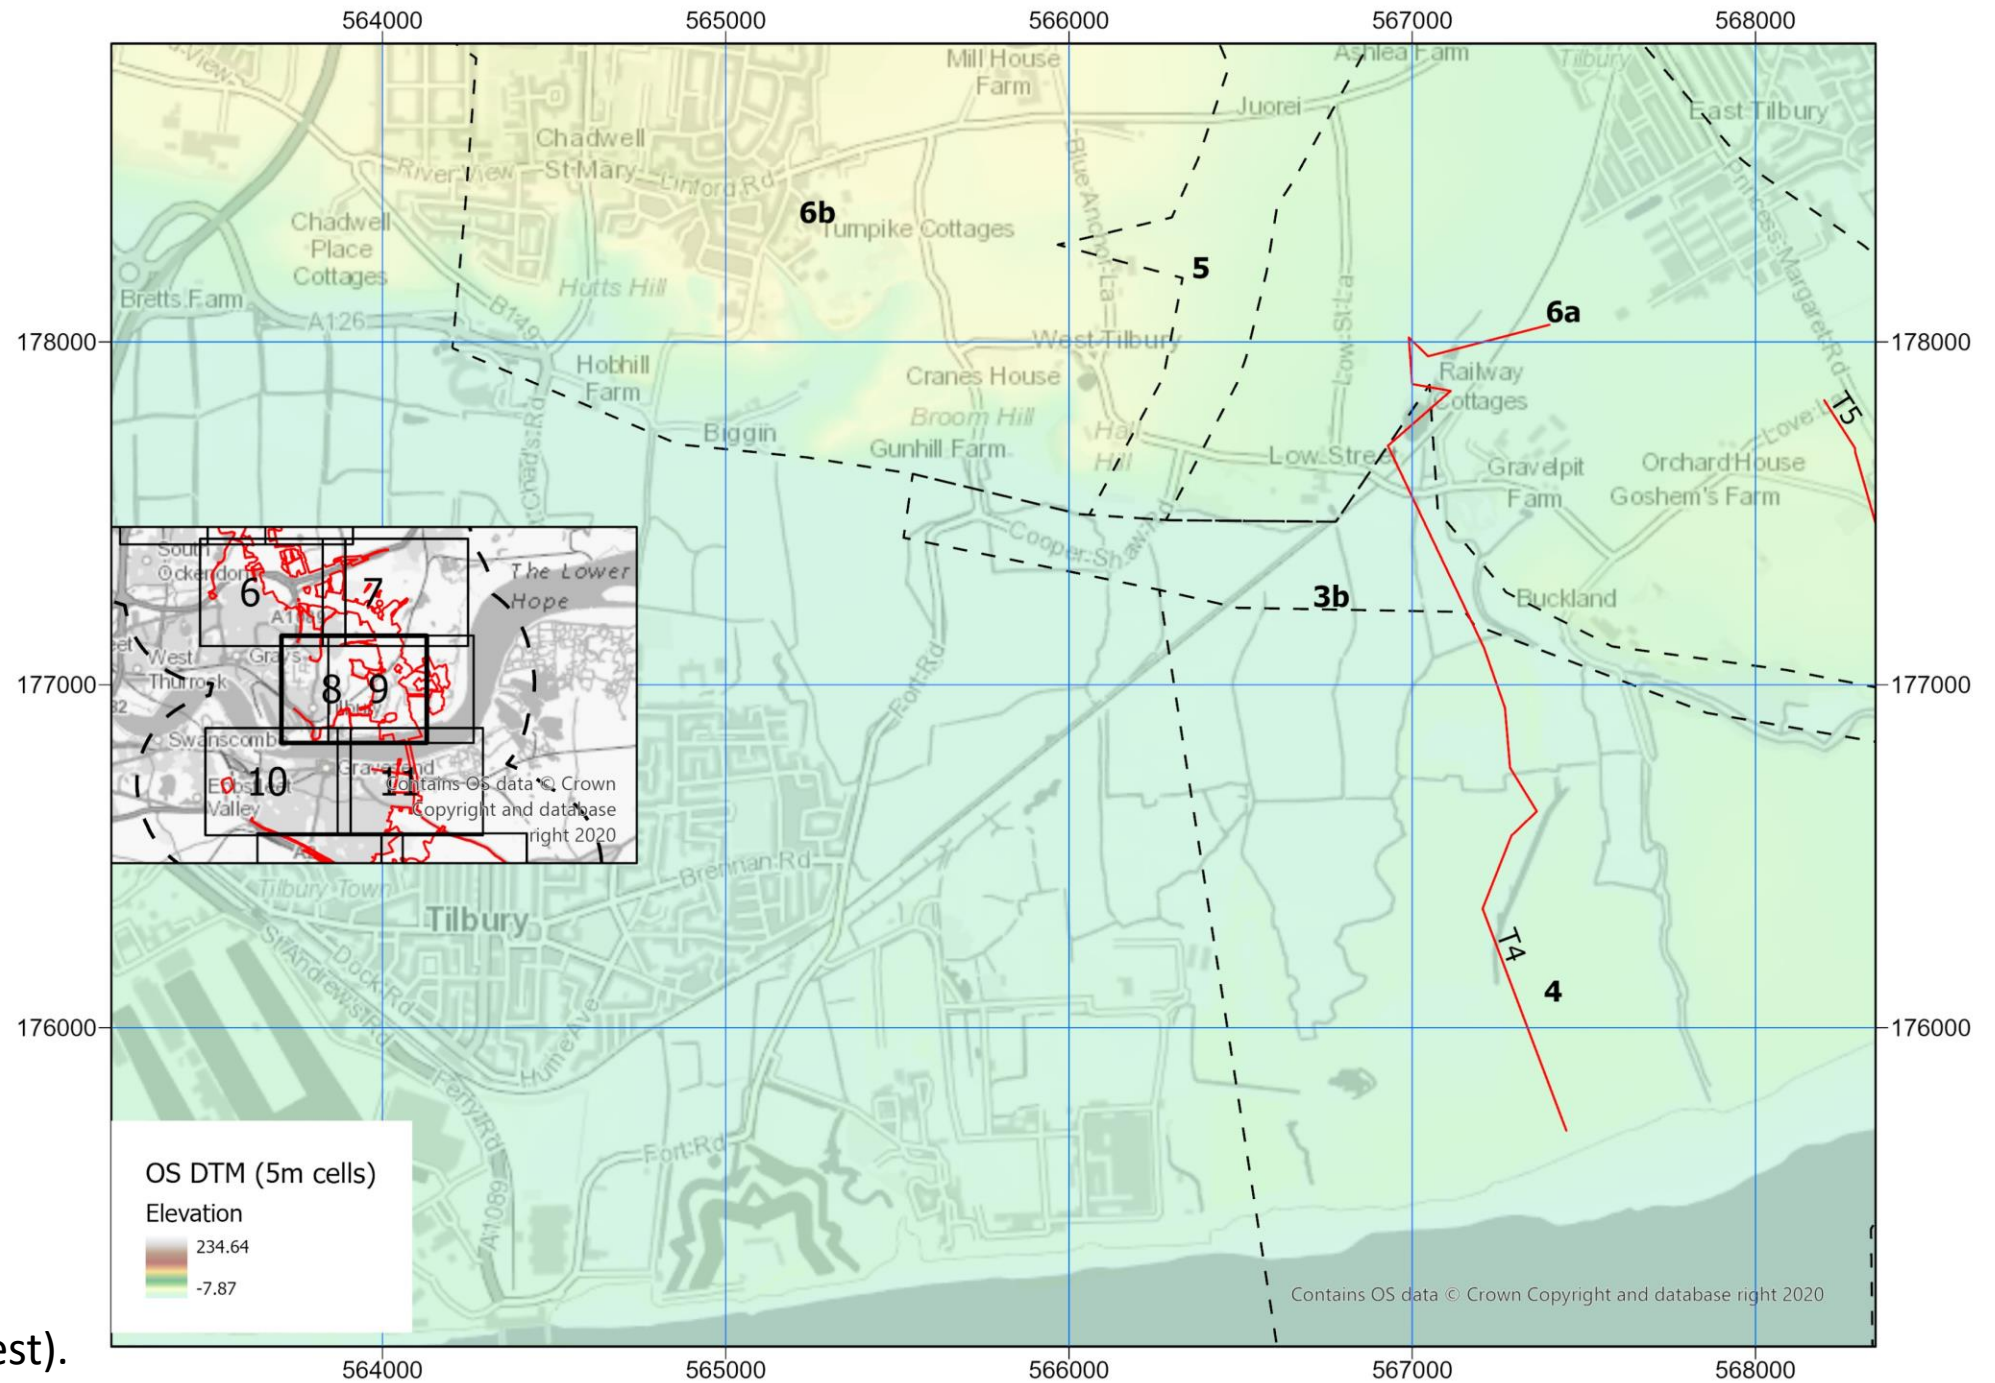 564000
565000
566000
567000
568000
Mill House
Farm
Ashlea Farm
Tilbury
Juorei
East Tilbury
Chadwell
St Mary
River View
Linford Rd
Blue Anchor La
Princess Margaret Rd
6b
Turnpike Cottages
Chadwell
Place
Cottages
5
Hutts Hill
Bretts Farm
A126
B149
Low St La
6a
178000
178000
West Tilbury
Hobhill
Farm
Cranes House
Railway
Cottages
Broom Hill
T5
Biggin
Gunhill Farm
Hall
Hill
Low Street
Gravelpit
Farm
Orchard House
Goshem's Farm
Cooper Shaw Rd
3b
Buckland
South
Ockendon
6
7
The Lower
Hope
A1089
West
Thurrock
Grays
8
9
Swanscomb
10
11
Gravesend
Valley
Contains OS data © Crown
Copyright and database
right 2020
177000
Fort Rd
Brennan Rd
Tilbury Town
Tilbury
St Andrew's Rd
Dock Rd
T4
4
176000
176000
Hume Ave
Ferry Rd
Fort Rd
A1089
OS DTM (5m cells)
Elevation
234.64
-7.87
Contains OS data © Crown Copyright and database right 2020
est).
564000
565000
566000
567000
568000